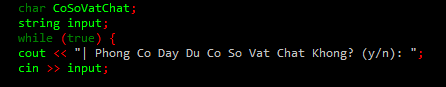 char CoSoVatChat;
string input;
while (true) {
cout << "| Phong Co Day Du Co So Vat Chat Khong? (y/n): ";
cin >> input;